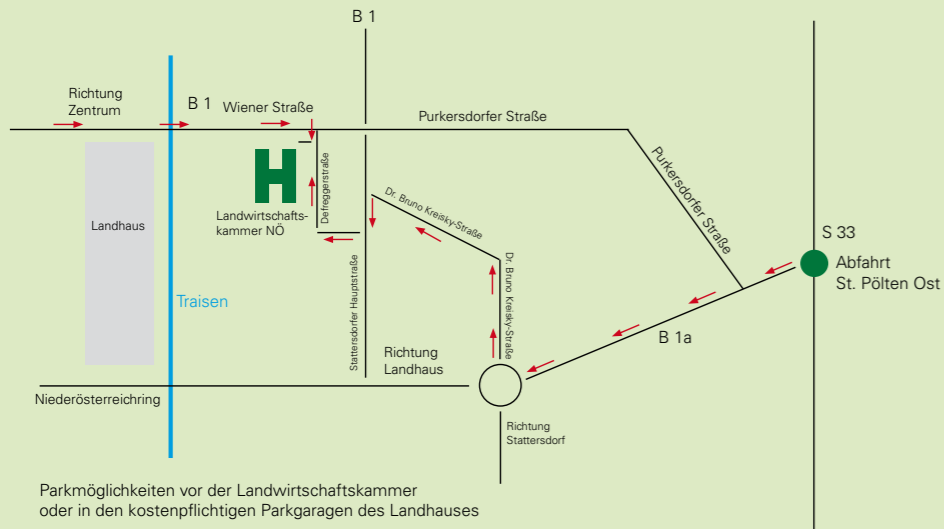 B 1
Richtung
Zentrum
B 1
Wiener Straße
Purkersdorfer Straße
Purkersdorfer Straße
Defreggerstraße
Landwirtschafts-
kammer NÖ
Landhaus
Dr. Bruno Kreisky-Straße
Dr. Bruno Kreisky-Straße
S 33
Abfahrt
St. Pölten Ost
Traisen
Stattersdorfer Hauptstraße
B 1a
Richtung
Landhaus
Niederösterreichring
Richtung
Stattersdorf
Parkmöglichkeiten vor der Landwirtschaftskammer
oder in den kostenpflichtigen Parkgaragen des Landhauses